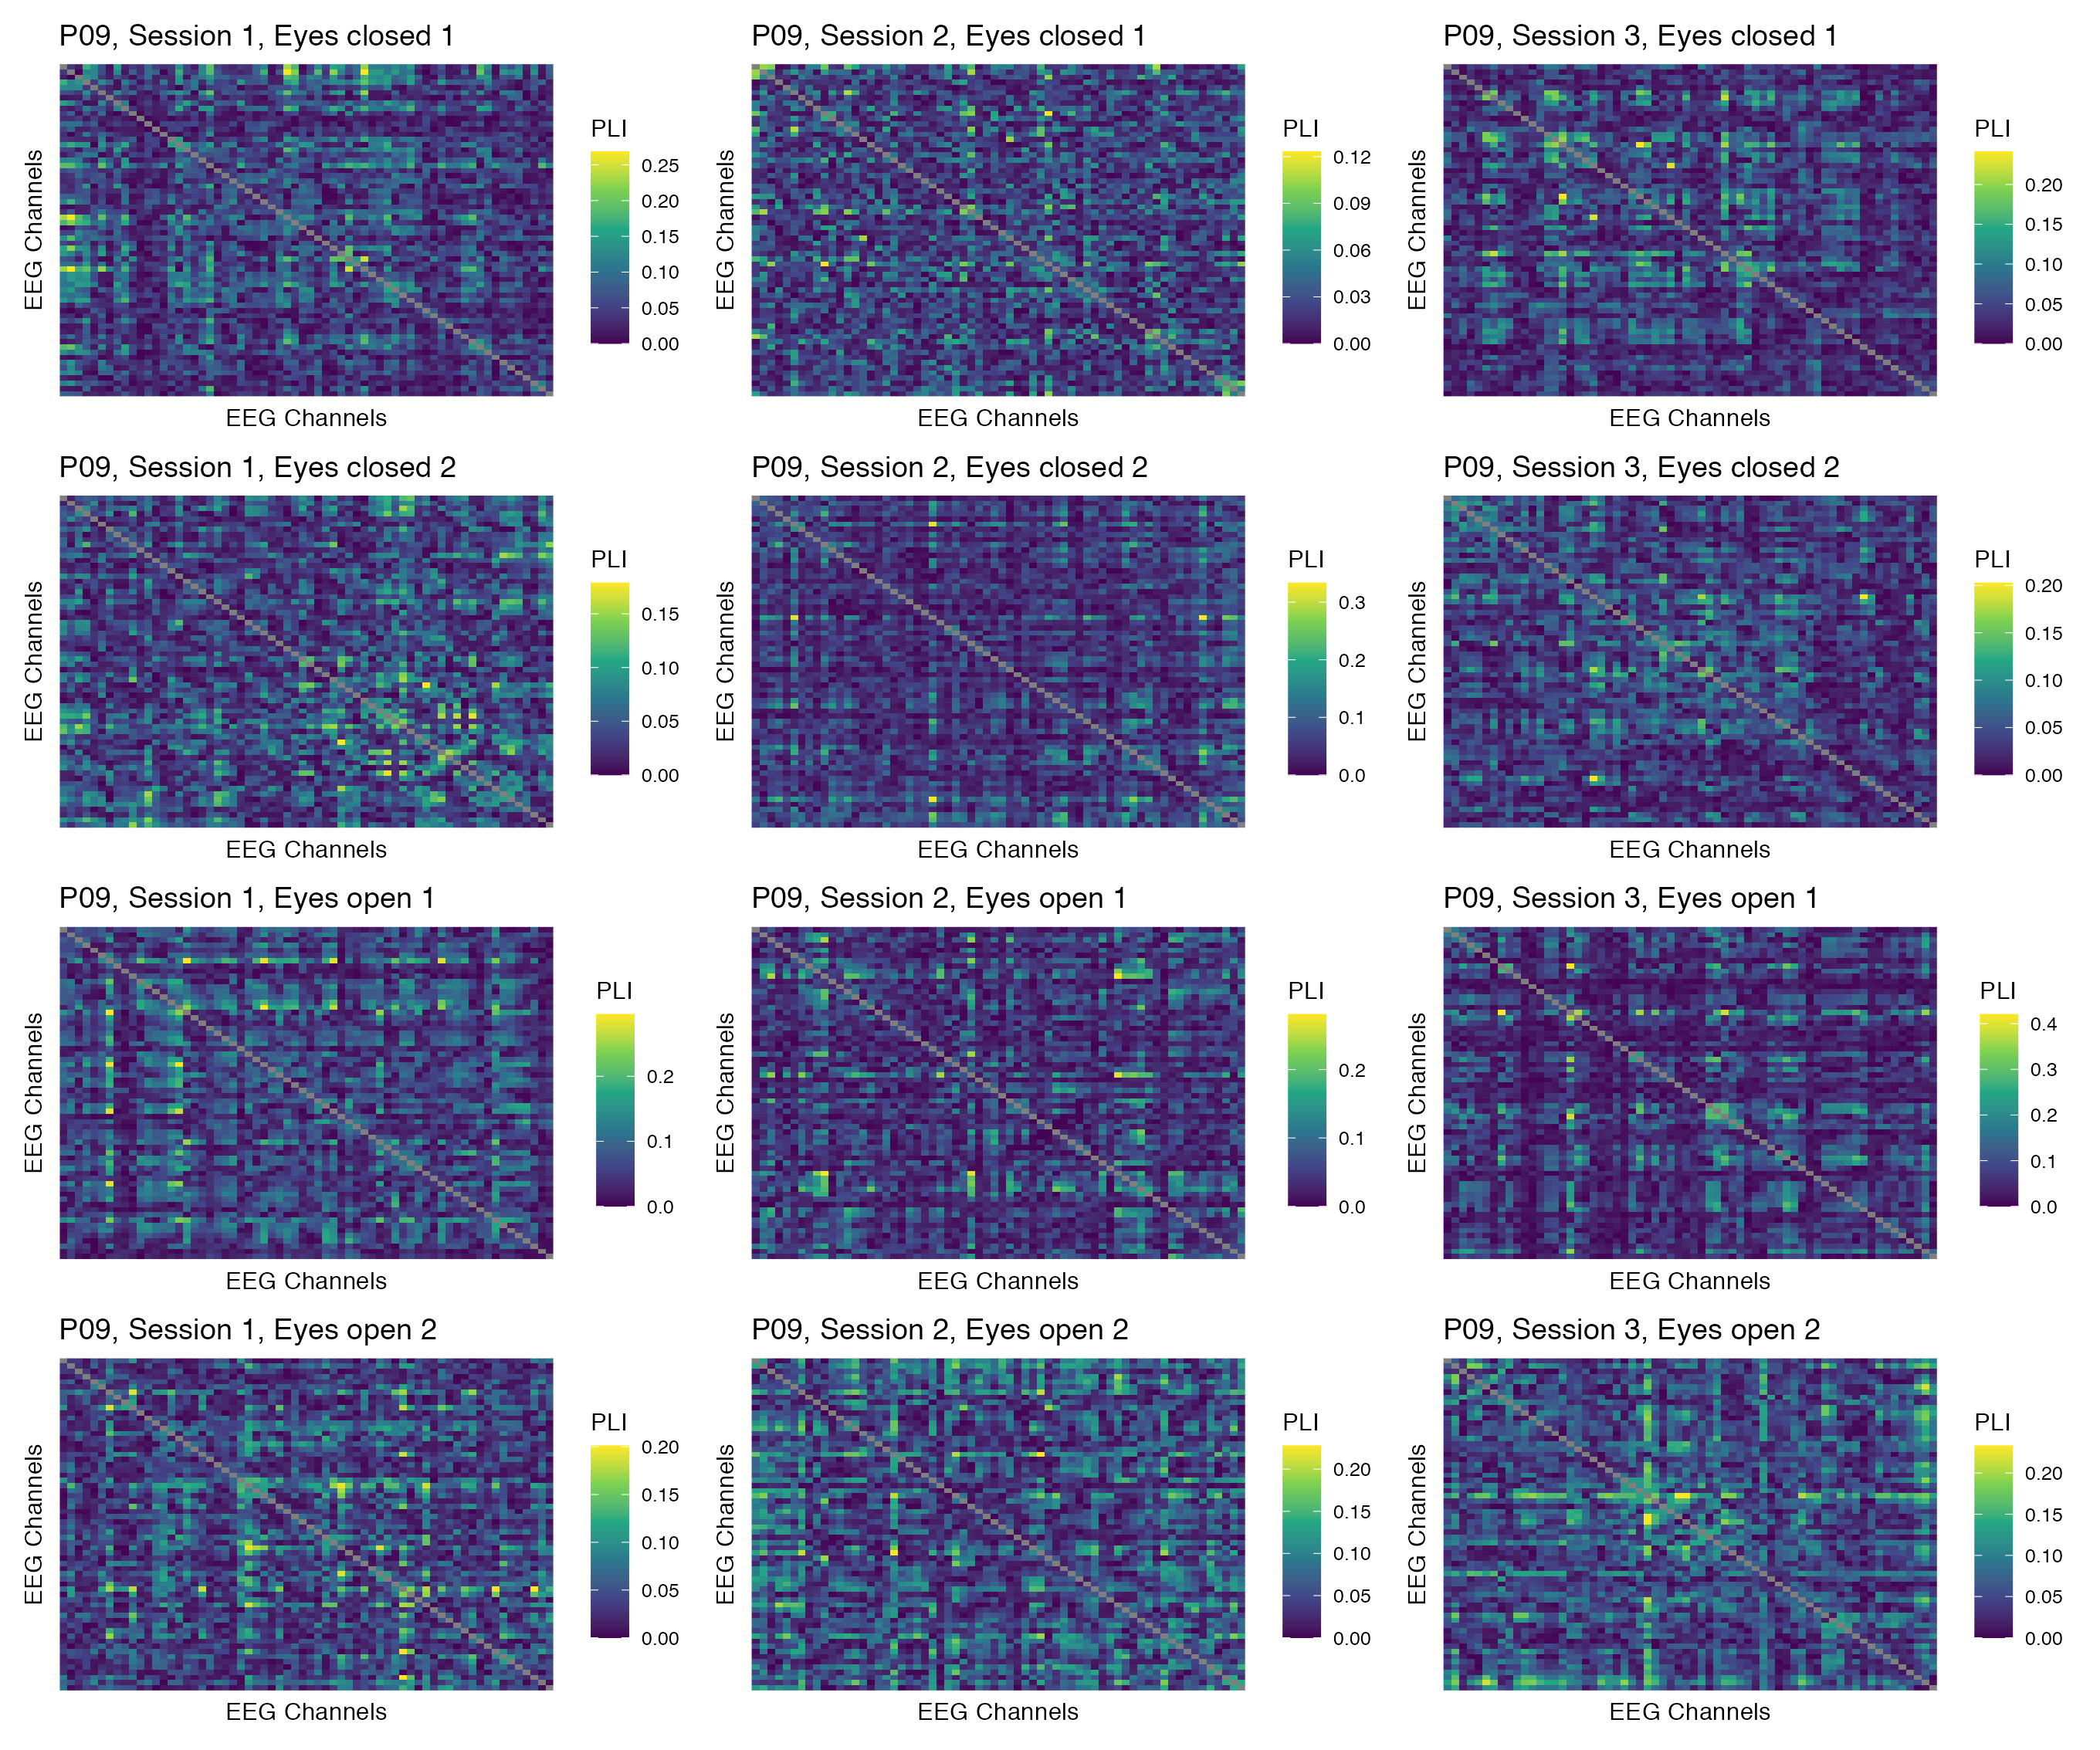 P09, Session 1, Eyes closed 1
EEG Channels
EEG Channels
PLI
0.25
0.20
0.15
0.10
0.05
0.00
P09, Session 2, Eyes closed 1
EEG Channels
EEG Channels
PLI
0.12
0.09
0.06
0.03
0.00
P09, Session 3, Eyes closed 1
EEG Channels
EEG Channels
PLI
0.20
0.15
0.10
0.05
0.00
P09, Session 1, Eyes closed 2
EEG Channels
EEG Channels
PLI
0.15
0.10
0.05
0.00
P09, Session 2, Eyes closed 2
EEG Channels
EEG Channels
PLI
0.3
0.2
0.1
0.0
P09, Session 3, Eyes closed 2
EEG Channels
EEG Channels
PLI
0.20
0.15
0.10
0.05
0.00
P09, Session 1, Eyes open 1
EEG Channels
EEG Channels
PLI
0.2
0.1
0.0
P09, Session 2, Eyes open 1
EEG Channels
EEG Channels
PLI
0.2
0.1
0.0
P09, Session 3, Eyes open 1
EEG Channels
EEG Channels
PLI
0.4
0.3
0.2
0.1
0.0
P09, Session 1, Eyes open 2
EEG Channels
EEG Channels
PLI
0.20
0.15
0.10
0.05
0.00
P09, Session 2, Eyes open 2
EEG Channels
EEG Channels
PLI
0.20
0.15
0.10
0.05
0.00
P09, Session 3, Eyes open 2
EEG Channels
EEG Channels
PLI
0.20
0.15
0.10
0.05
0.00